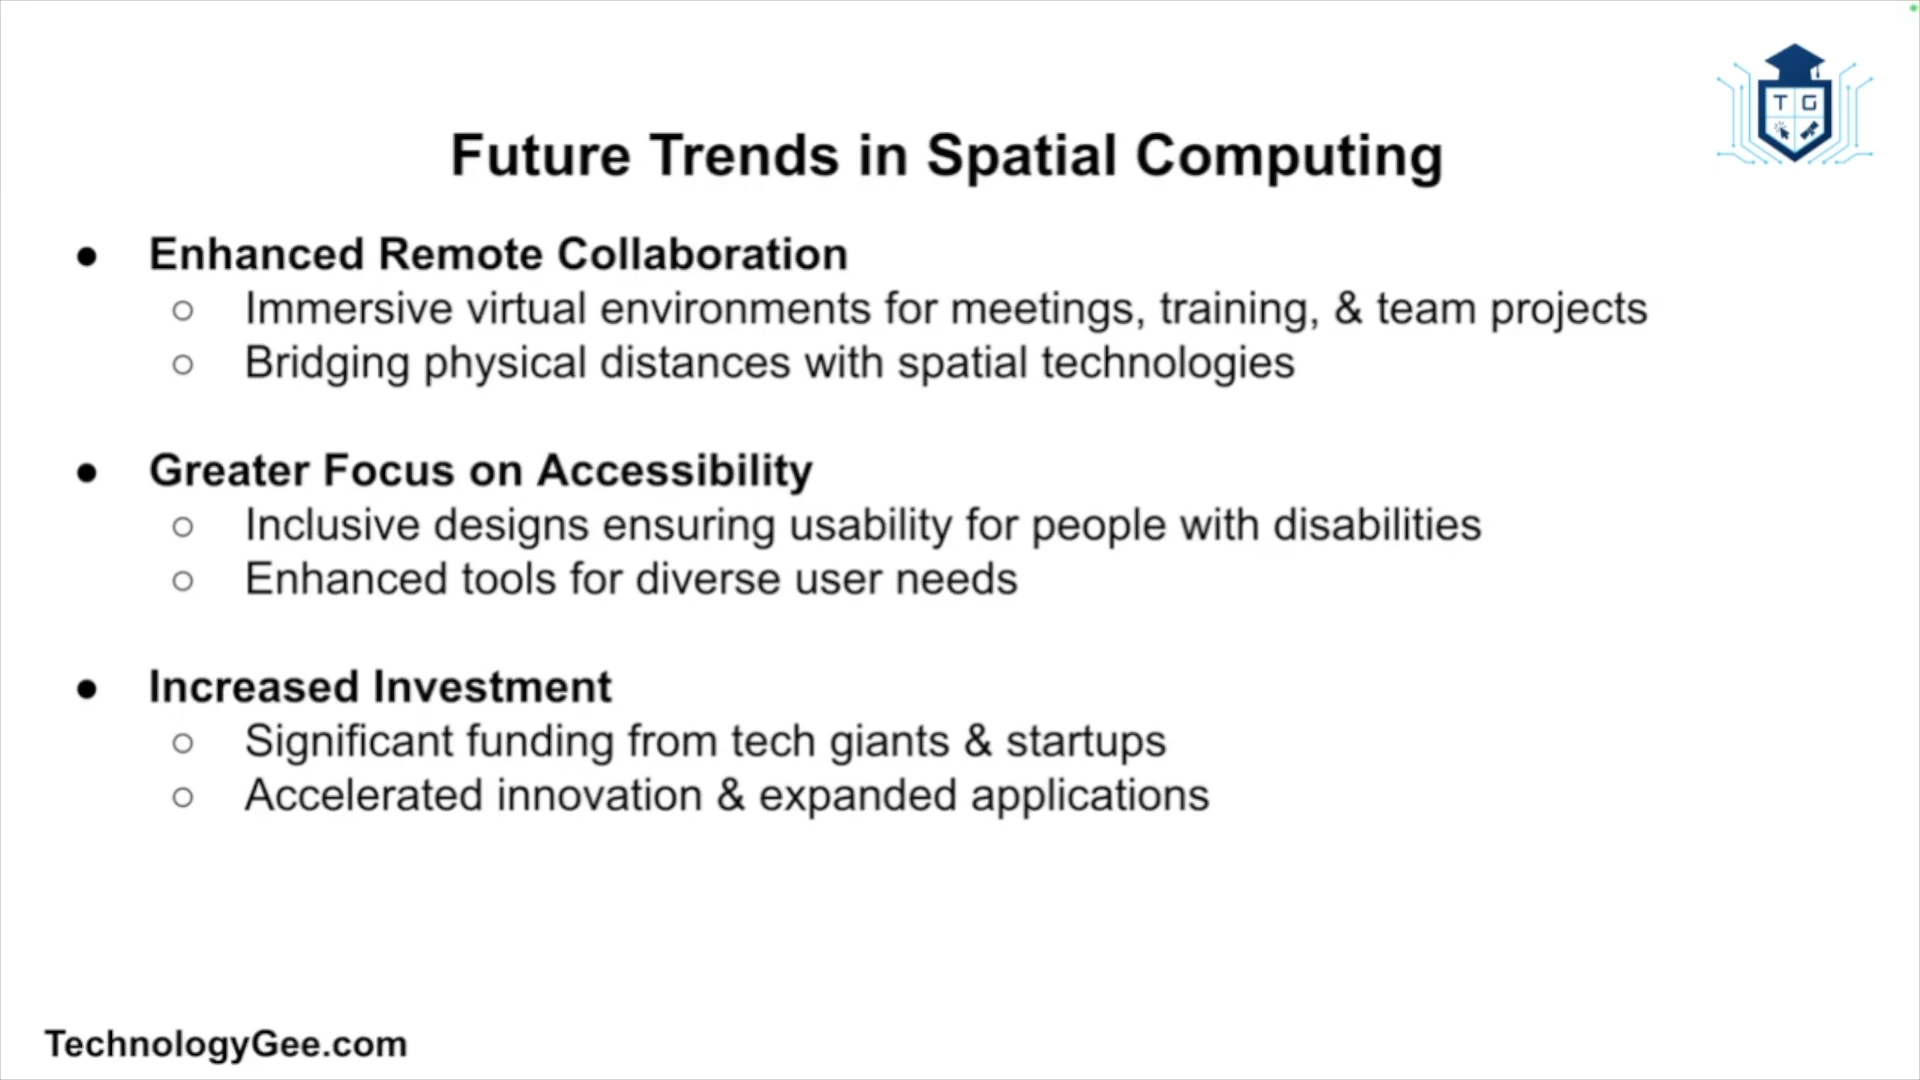 T G
Future Trends in Spatial Computing
● Enhanced Remote Collaboration
○ Immersive virtual environments for meetings, training, & team projects
○ Bridging physical distances with spatial technologies
● Greater Focus on Accessibility
○ Inclusive designs ensuring usability for people with disabilities
○ Enhanced tools for diverse user needs
● Increased Investment
○ Significant funding from tech giants & startups
○ Accelerated innovation & expanded applications
TechnologyGee.com